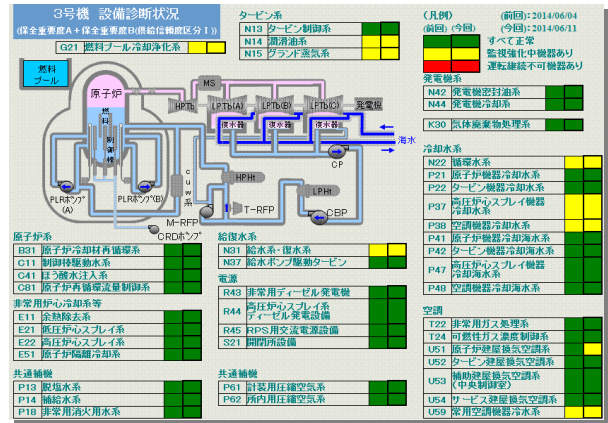 3号機 設備診断状況
(保全重要度A+保全重要度B(供給信頼度区分Ⅰ))
G21 燃料プール冷却浄化系
タービン系
N13 タービン制御系
N14 潤滑油系
N15 グランド蒸気系
(凡例) (前回):2014/06/04
(前回) (今回) (今回):2014/06/11
すべて正常
監視強化中機器あり
運転継続不可機器あり
発電機系
N42 発電機密封油系
N44 発電機冷却系
K30 気体廃棄物処理系
燃料
プール
原子炉
燃料
制御棒
MS
HPTb
LPTb(A)
LPTb(B)
LPTb(C)
発電機
復水器
復水器
復水器
海水
CP
cuw系
HPHt
LPHt
PLRポンプ
(A)
PLRポンプ(B)
M-RFP
T-RFP
CBP
CRDポンプ
冷却水系
N22 循環水系
P21 原子炉機器冷却水系
P22 タービン機器冷却水系
P37 高圧炉心スプレイ機器
冷却水系
P38 空調機器冷却水系
P41 原子炉機器冷却海水系
P42 タービン機器冷却海水系
P47 高圧炉心スプレイ機器
冷却海水系
P48 空調機器冷却海水系
原子炉系
B31 原子炉冷却材再循環系
C11 制御棒駆動水系
C41 ほう酸水注入系
C81 原子炉再循環流量制御系
非常用炉心冷却系等
E11 余熱除去系
E21 低圧炉心スプレイ系
E22 高圧炉心スプレイ系
E51 原子炉隔離冷却系
共通補機
P13 脱塩水系
P14 補給水系
P18 非常用消火用水系
給復水系
N31 給水系・復水系
N37 給水ポンプ駆動タービン
電源
R43 非常用ディーゼル発電機
R44 高圧炉心スプレイ系
ディーゼル発電設備
R45 RPS用交流電源設備
S21 開閉所設備
共通補機
P61 計装用圧縮空気系
P62 所内用圧縮空気系
空調
T22 非常用ガス処理系
T24 可燃性ガス濃度制御系
U51 原子炉建屋換気空調系
U52 タービン建屋換気空調系
U53 補助建屋換気空調系
(中央制御室)
U54 サービス建屋換気空調系
U59 常用空調機器冷水系